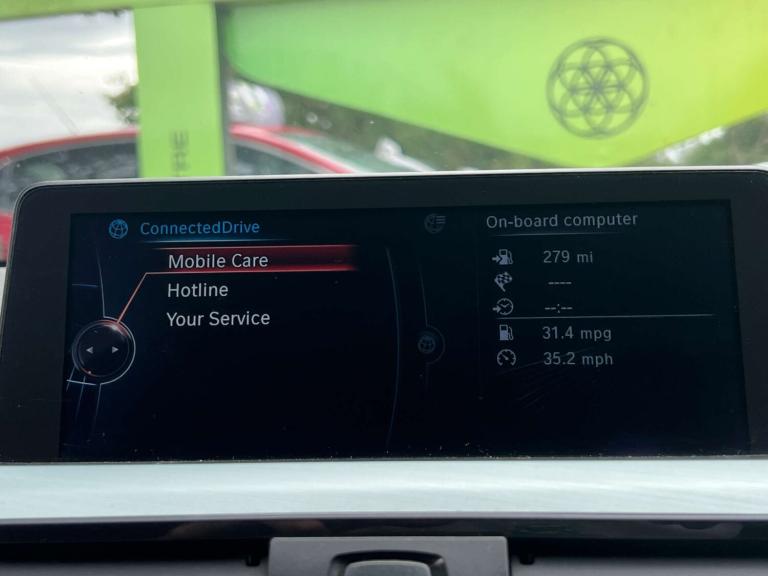 ConnectedDrive
Mobile Care
Hotline
Your Service
On-board computer
279 mi
----
--:--
31.4 mpg
35.2 mph